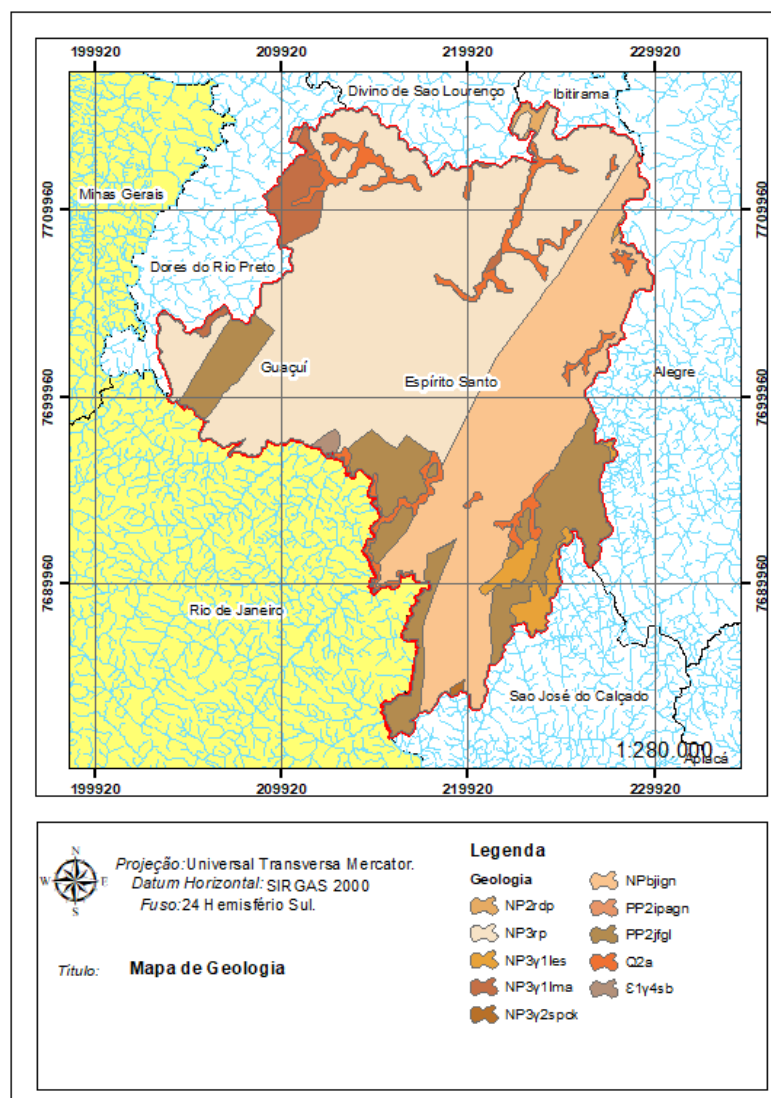 199920 209920 219920 229920
Divino de Sao Lourenço
Ibitirama
Minas Gerais
7709960 7709960
Dores do Rio Preto
Guaçuí
Espírito Santo
Alegre
7699960 7699960
7689960 7689960
Rio de Janeiro
Sao José do Calçado
1:280.000
Apiacá
199920 209920 219920 229920
N
W E
S
Projeção: Universal Transversa Mercator.
Datum Horizontal: SIRGAS 2000
Fuso: 24 Hemisfério Sul.
Título: Mapa de Geologia
Legenda
Geologia
NP2rdp
NP3rp
NP3γ1les
NP3γ1lma
NP3γ2spck
NPbjign
PP2ipagn
PP2jfgl
Q2a
Ɛ1γ4sb